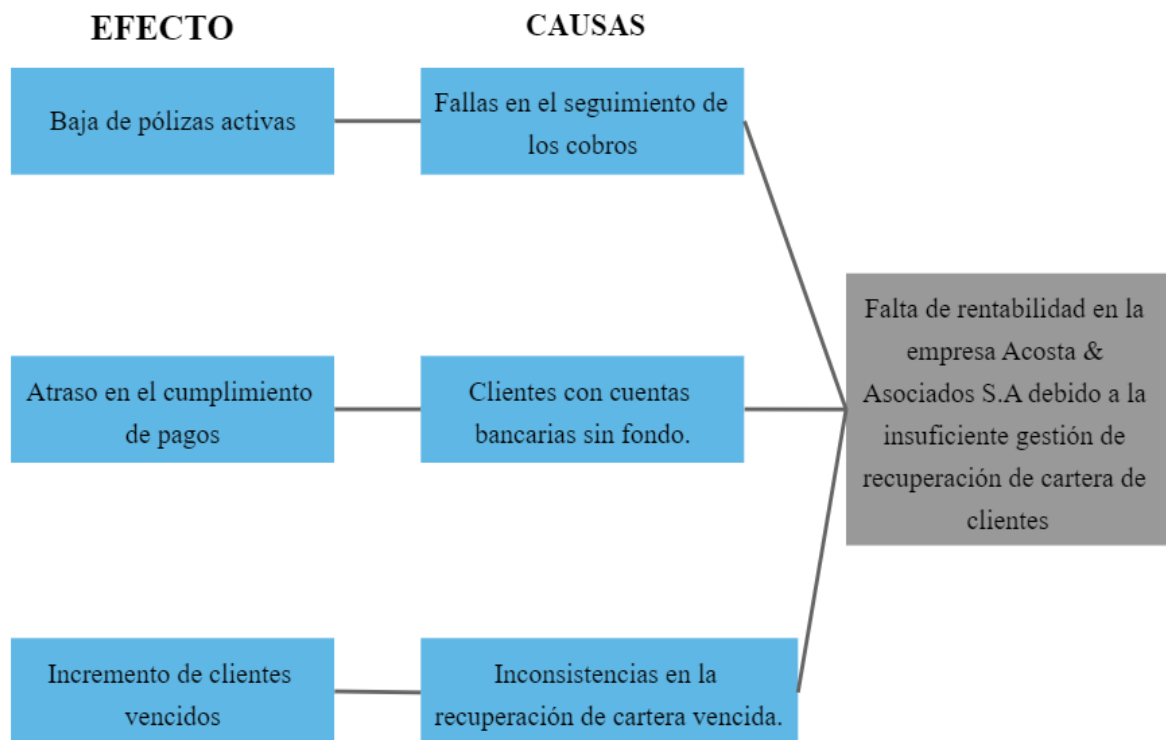 EFECTO
CAUSAS
Baja de pólizas activas
Fallas en el seguimiento de
los cobros
Atraso en el cumplimiento
de pagos
Clientes con cuentas
bancarias sin fondo.
Falta de rentabilidad en la
empresa Acosta &
Asociados S.A debido a la
insuficiente gestión de
recuperación de cartera de
clientes
Incremento de clientes
vencidos
Inconsistencias en la
recuperación de cartera vencida.